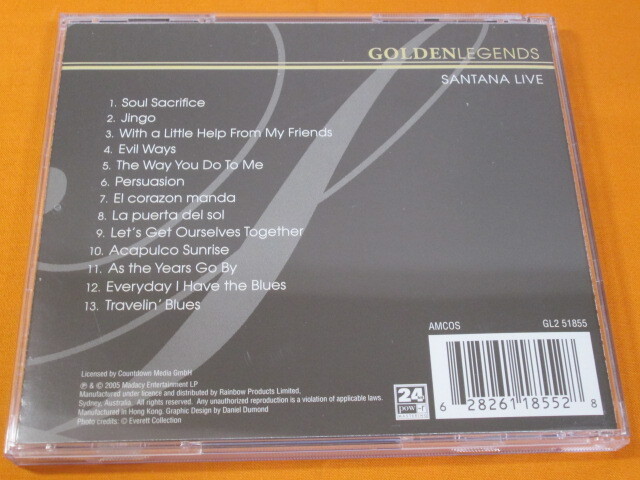 GOLDENLEGENDS
SANTANA LIVE
1. Soul Sacrifice
2. Jingo
3. With a Little Help From My Friends
4. Evil Ways
5. The Way You Do To Me
6. Persuasion
7. El corazon manda
8. La puerta del sol
9. Let's Get Ourselves Together
10. Acapulco Sunrise
11. As the Years Go By
12. Everyday I Have the Blues
13. Travelin' Blues
AMCOS GL2 51855
Licensed by Countdown Media GmbH
℗ & © 2005 Madacy Entertainment LP
Manufactured under licence and distributed by Rainbow Products Limited,
Sydney, Australia. All rights reserved. Any unauthorized reproduction is a violation of applicable laws.
Manufactured in Hong Kong. Graphic Design by Daniel Dumond
Photo credits: © Everett Collection
24
pow
6 28261 18552 8